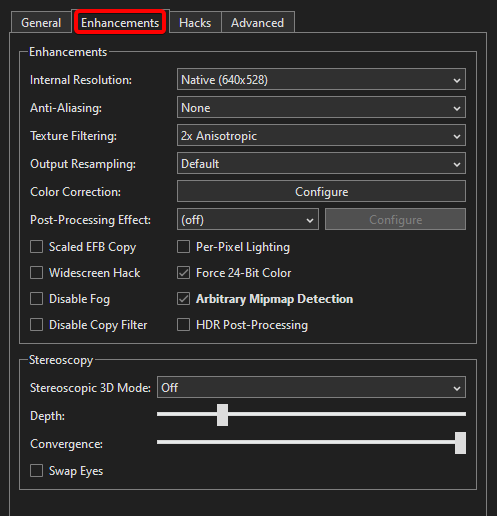 General Enhancements Hacks Advanced
Enhancements
Internal Resolution: Native (640x528)
Anti-Aliasing: None
Texture Filtering: 2x Anisotropic
Output Resampling: Default
Color Correction: Configure
Post-Processing Effect: (off) Configure
Scaled EFB Copy Per-Pixel Lighting
Widescreen Hack Force 24-Bit Color
Disable Fog Arbitrary Mipmap Detection
Disable Copy Filter HDR Post-Processing
Stereoscopy
Stereoscopic 3D Mode: Off
Depth:
Convergence:
Swap Eyes